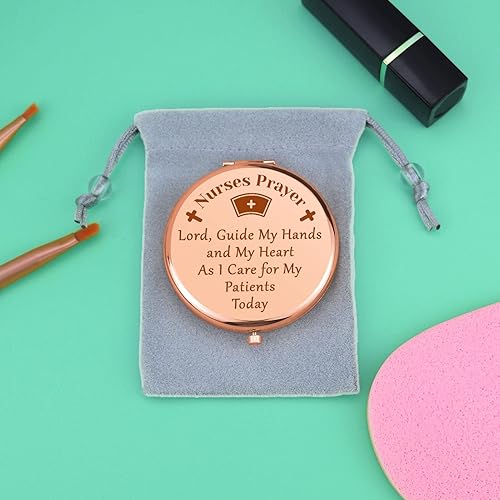 Nurses Prayer
Lord, Guide My Hands
and My Heart
As I Care for My
Patients
Today